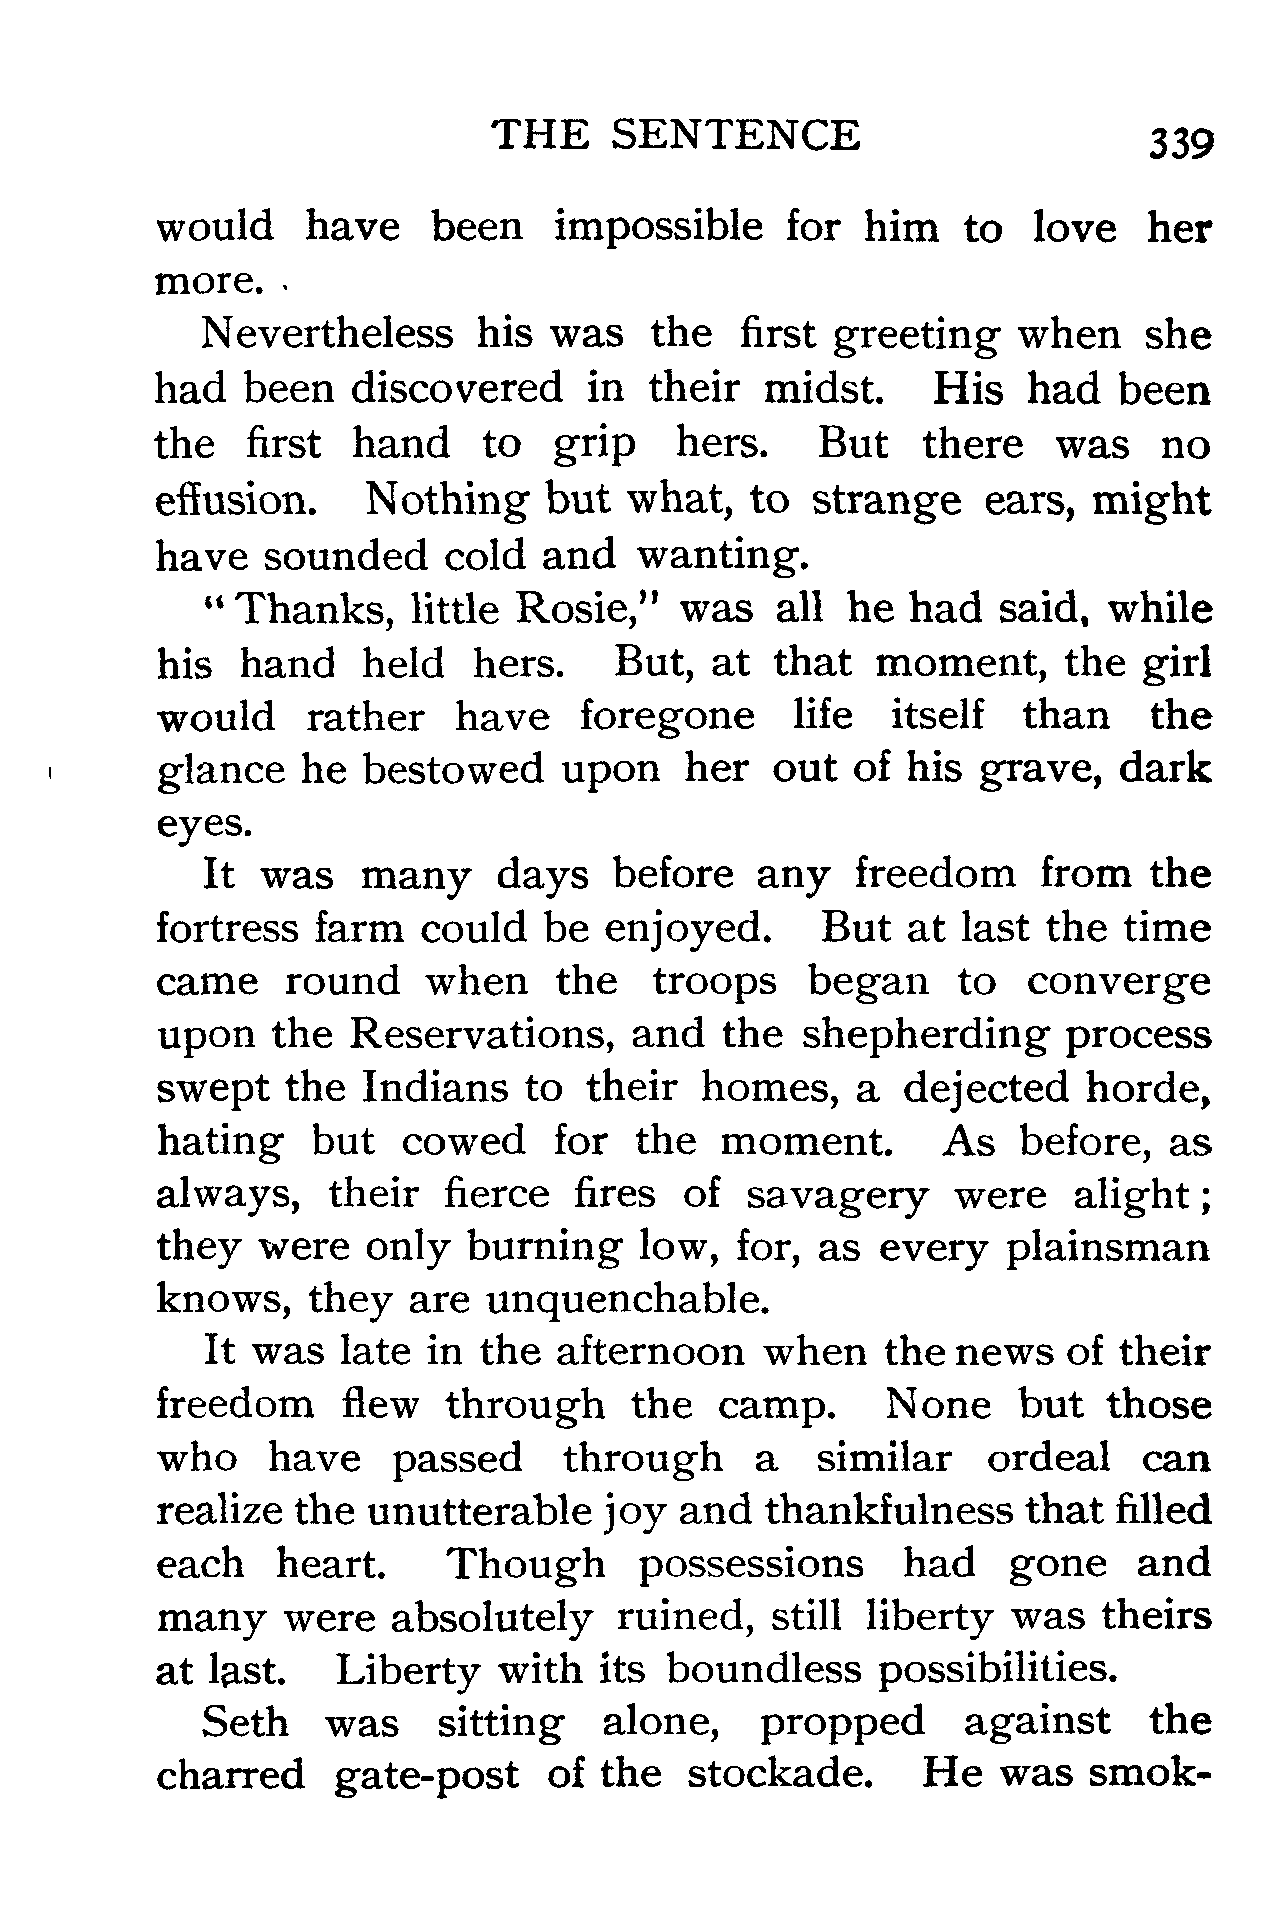 THE SENTENCE 339
would have been impossible for him to love her
more.
Nevertheless his was the first greeting when she
had been discovered in their midst. His had been
the first hand to grip hers. But there was no
effusion. Nothing but what, to strange ears, might
have sounded cold and wanting.
“Thanks, little Rosie,” was all he had said, while
his hand held hers. But, at that moment, the girl
would rather have foregone life itself than the
glance he bestowed upon her out of his grave, dark
eyes.
It was many days before any freedom from the
fortress farm could be enjoyed. But at last the time
came round when the troops began to converge
upon the Reservations, and the shepherding process
swept the Indians to their homes, a dejected horde,
hating but cowed for the moment. As before, as
always, their fierce fires of savagery were alight;
they were only burning low, for, as every plainsman
knows, they are unquenchable.
It was late in the afternoon when the news of their
freedom flew through the camp. None but those
who have passed through a similar ordeal can
realize the unutterable joy and thankfulness that filled
each heart. Though possessions had gone and
many were absolutely ruined, still liberty was theirs
at last. Liberty with its boundless possibilities.
Seth was sitting alone, propped against the
charred gate-post of the stockade. He was smok-